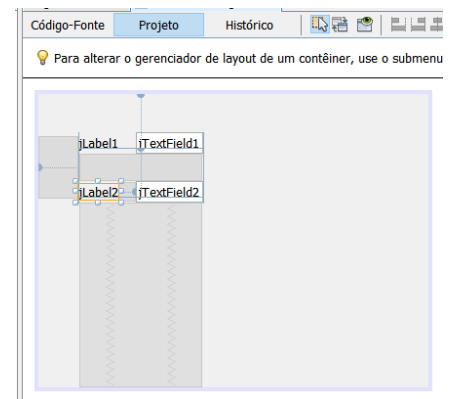 Código-Fonte Projeto Histórico
Para alterar o gerenciador de layout de um contêiner, use o submenu
jLabel1 jTextField1
jLabel2 jTextField2